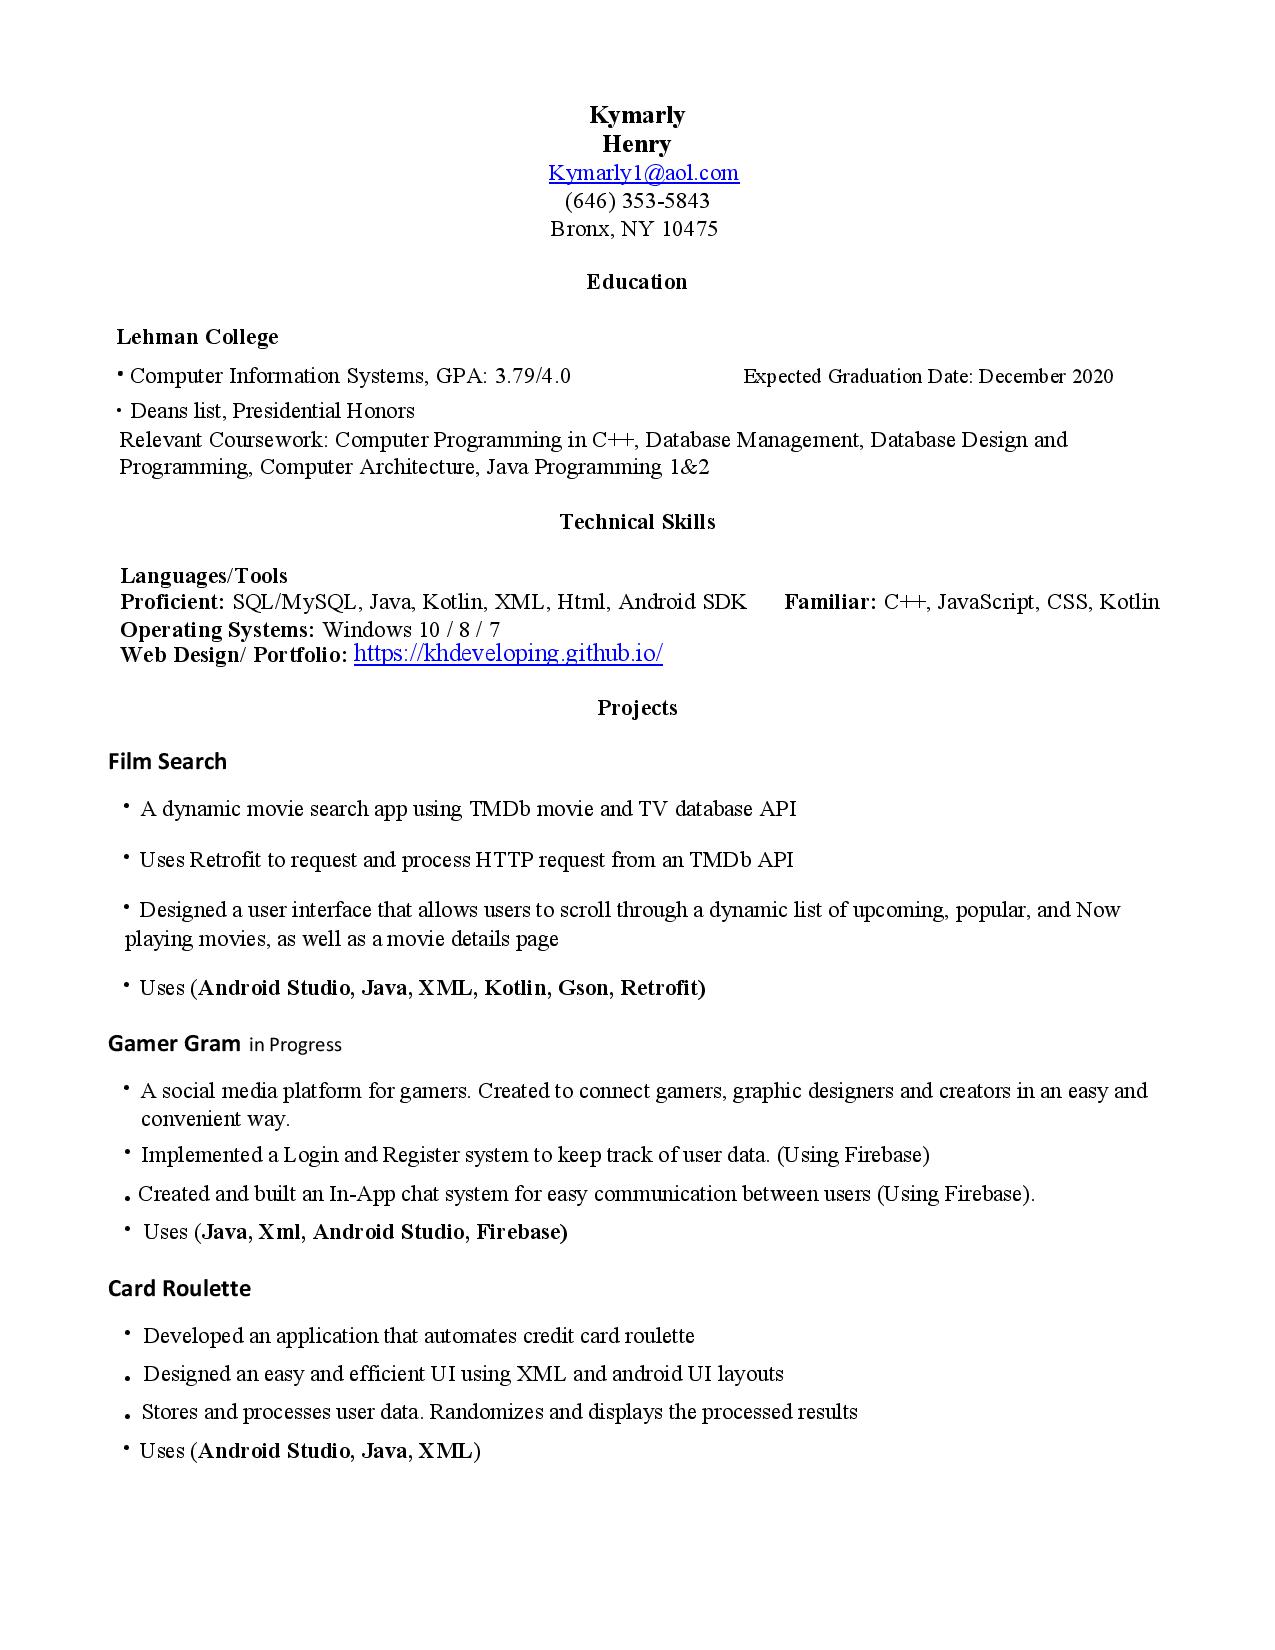 Kymarly
Henry
Kymarly1@aol.com
(646) 353-5843
Bronx, NY 10475
Education
Lehman College
• Computer Information Systems, GPA: 3.79/4.0 Expected Graduation Date: December 2020
• Deans list, Presidential Honors
Relevant Coursework: Computer Programming in C++, Database Management, Database Design and
Programming, Computer Architecture, Java Programming 1&2
Technical Skills
Languages/Tools
Proficient: SQL/MySQL, Java, Kotlin, XML, Html, Android SDK Familiar: C++, JavaScript, CSS, Kotlin
Operating Systems: Windows 10 / 8 / 7
Web Design/ Portfolio: https://khdeveloping.github.io/
Projects
Film Search
• A dynamic movie search app using TMDb movie and TV database API
• Uses Retrofit to request and process HTTP request from an TMDb API
• Designed a user interface that allows users to scroll through a dynamic list of upcoming, popular, and Now
playing movies, as well as a movie details page
• Uses (Android Studio, Java, XML, Kotlin, Gson, Retrofit)
Gamer Gram in Progress
• A social media platform for gamers. Created to connect gamers, graphic designers and creators in an easy and
convenient way.
• Implemented a Login and Register system to keep track of user data. (Using Firebase)
• Created and built an In-App chat system for easy communication between users (Using Firebase).
• Uses (Java, Xml, Android Studio, Firebase)
Card Roulette
• Developed an application that automates credit card roulette
• Designed an easy and efficient UI using XML and android UI layouts
• Stores and processes user data. Randomizes and displays the processed results
• Uses (Android Studio, Java, XML)